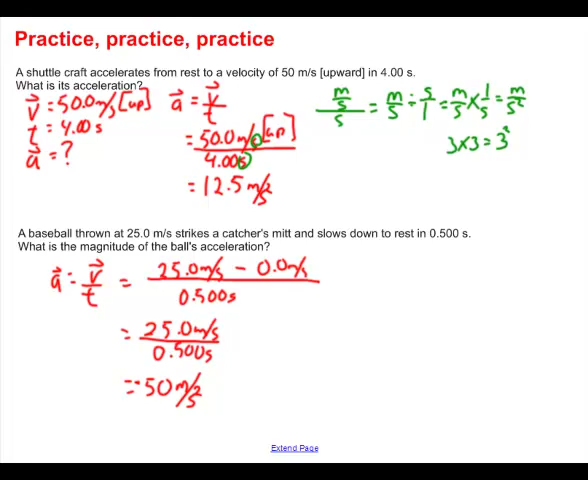 Practice, practice, practice
A shuttle craft accelerates from rest to a velocity of 50 m/s [upward] in 4.00 s.
What is its acceleration?
v⃗ = 50.0 m/s [up]
t = 4.00 s
a⃗ = ?
a⃗ = v⃗/t
= 50.0 m/s [up] / 4.00 s
= 12.5 m/s²
m/s / s = m/s ÷ s/1 = m/s × 1/s = m/s²
3×3 = 3²
A baseball thrown at 25.0 m/s strikes a catcher's mitt and slows down to rest in 0.500 s.
What is the magnitude of the ball's acceleration?
a⃗ = v⃗/t = 25.0 m/s − 0.0 m/s / 0.500 s
= 25.0 m/s / 0.500 s
= -50 m/s²
Extend Page